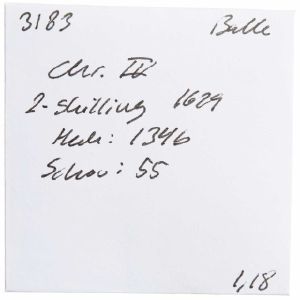 3183 Balle
Chr. IV
2-skilling 1629
Hede: 1346
Schou: 55
1,18